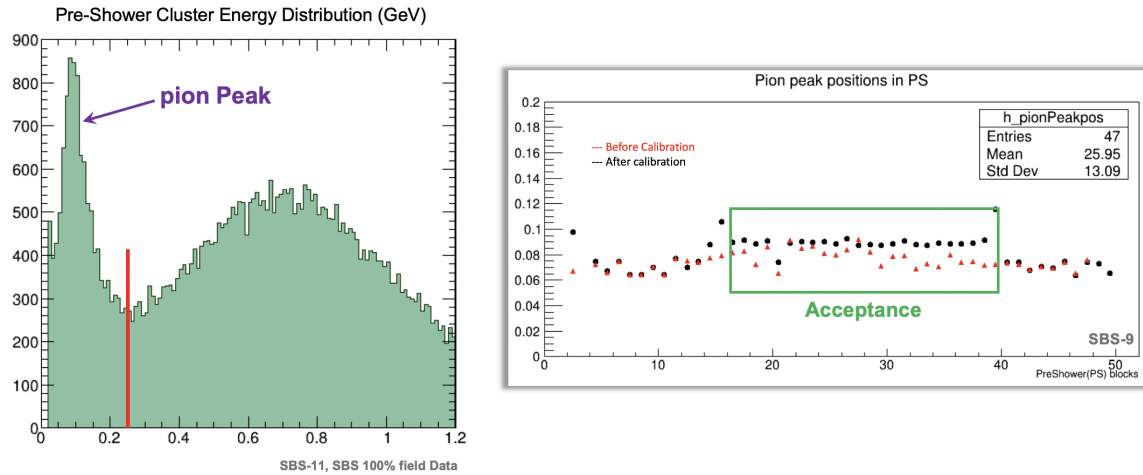 Pre-Shower Cluster Energy Distribution (GeV)
900
800
700
600
500
400
300
200
100
0
0 0.2 0.4 0.6 0.8 1 1.2
pion Peak
SBS-11, SBS 100% field Data
Pion peak positions in PS
0.2
0.18
0.16
0.14
0.12
0.1
0.08
0.06
0.04
0.02
0
0 10 20 30 40 50
--- Before Calibration
--- After calibration
h_pionPeakpos
Entries 47
Mean 25.95
Std Dev 13.09
Acceptance
SBS-9
PreShower(PS) blocks